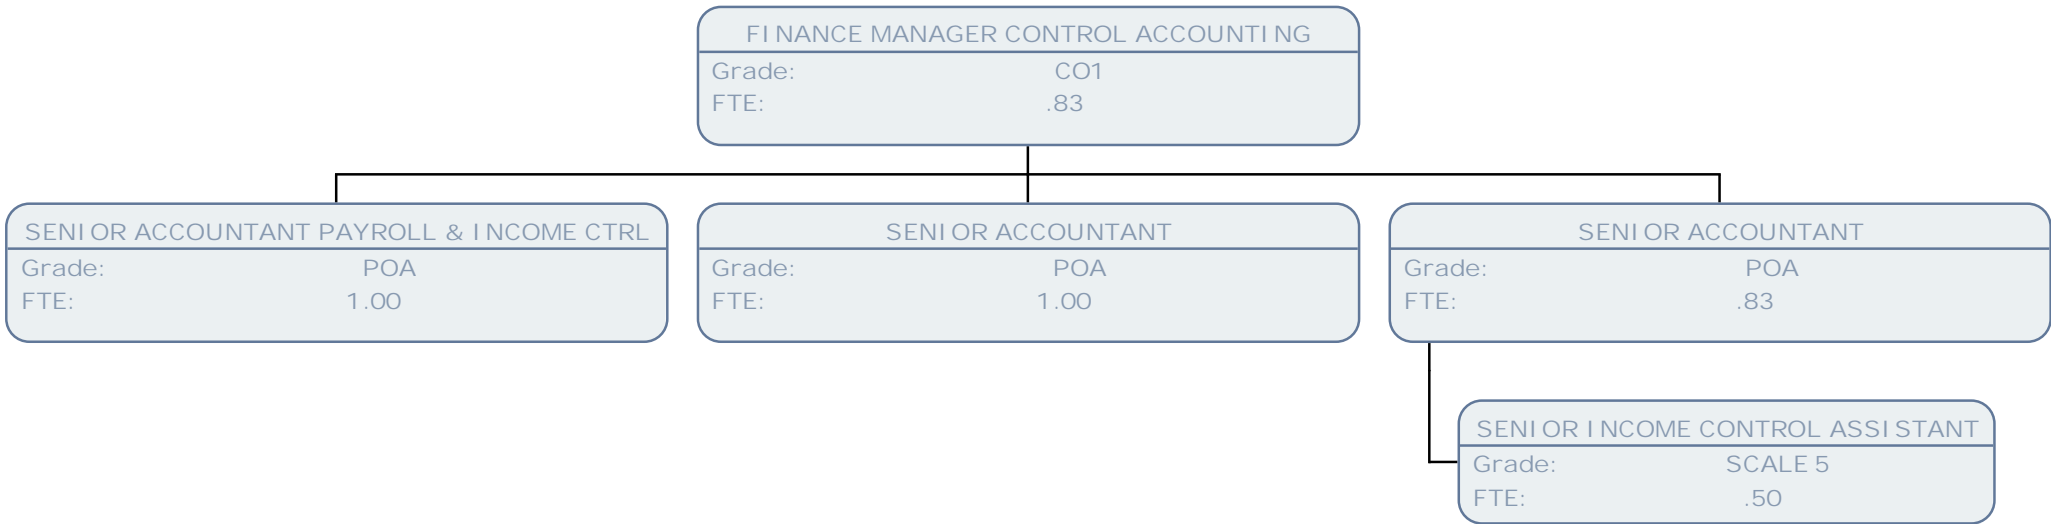 FINANCE MANAGER CONTROL ACCOUNTING
Grade: CO1
FTE: .83
SENIOR ACCOUNTANT PAYROLL & INCOME CTRL
Grade: POA
FTE: 1.00
SENIOR ACCOUNTANT
Grade: POA
FTE: 1.00
SENIOR ACCOUNTANT
Grade: POA
FTE: .83
SENIOR INCOME CONTROL ASSISTANT
Grade: SCALE 5
FTE: .50